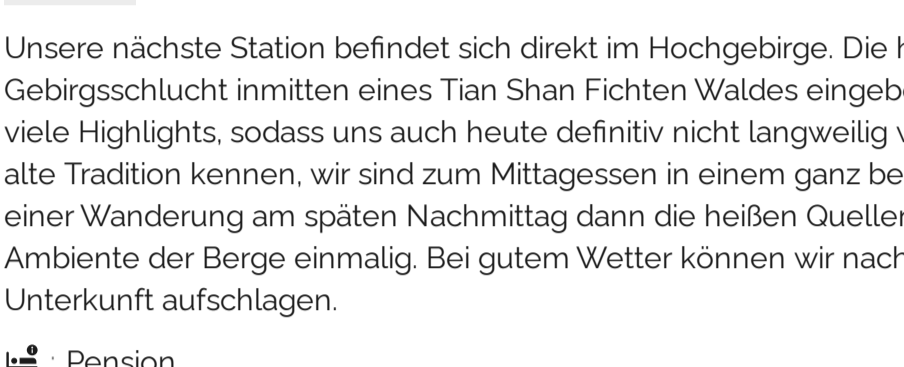 Unsere nächste Station befindet sich direkt im Hochgebirge. Die
Gebirgsschlucht inmitten eines Tian Shan Fichten Waldes
viele Highlights, sodass uns auch heute definitiv nicht langweilig
alte Tradition kennen, wir sind zum Mittagessen in einem ganz
einer Wanderung am späten Nachmittag dann die heißen
Ambiente der Berge einmalig. Bei gutem Wetter können wir
Unterkunft aufschlagen.
: Pension